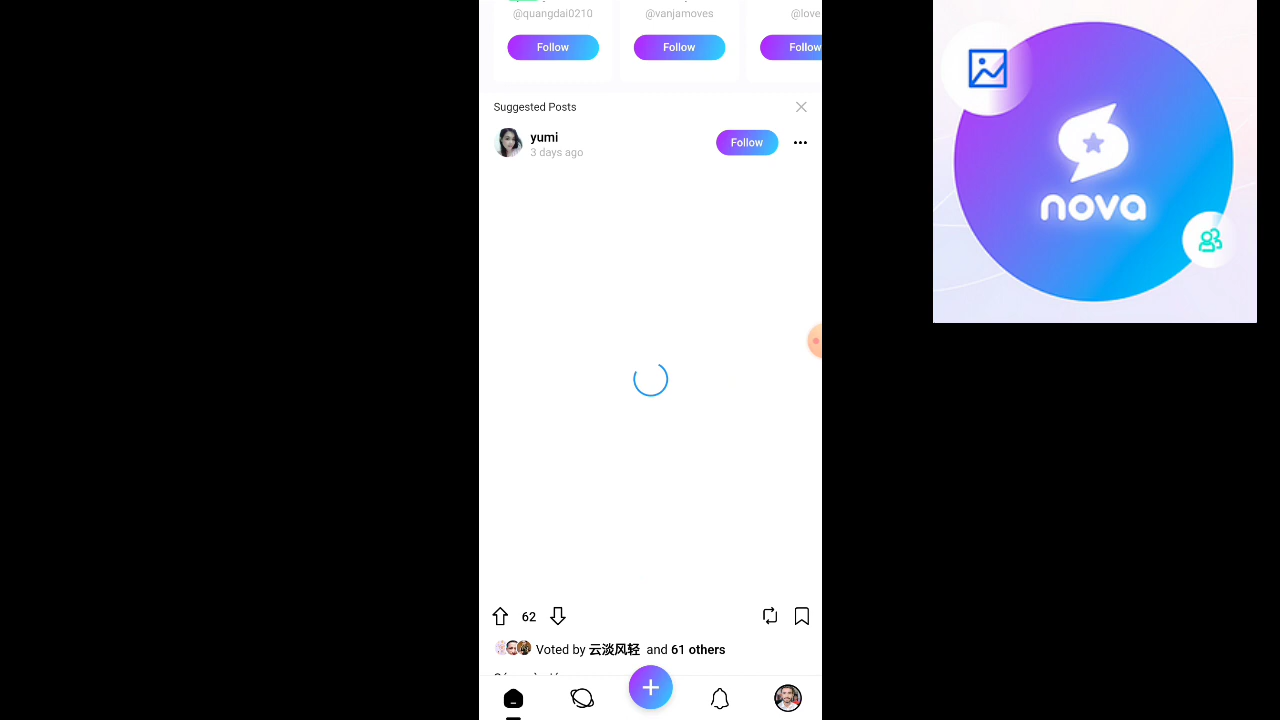 @quangdai0210
@vanjamoves
@love
Follow
Follow
Follow
Suggested Posts
yumi
3 days ago
Follow
62
Voted by 云淡风轻 and 61 others
nova